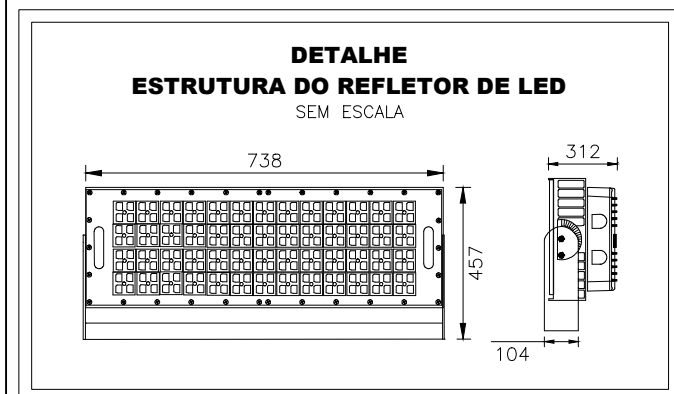 DETALHE
ESTRUTURA DO REFLETOR DE LED
SEM ESCALA
738
312
457
104